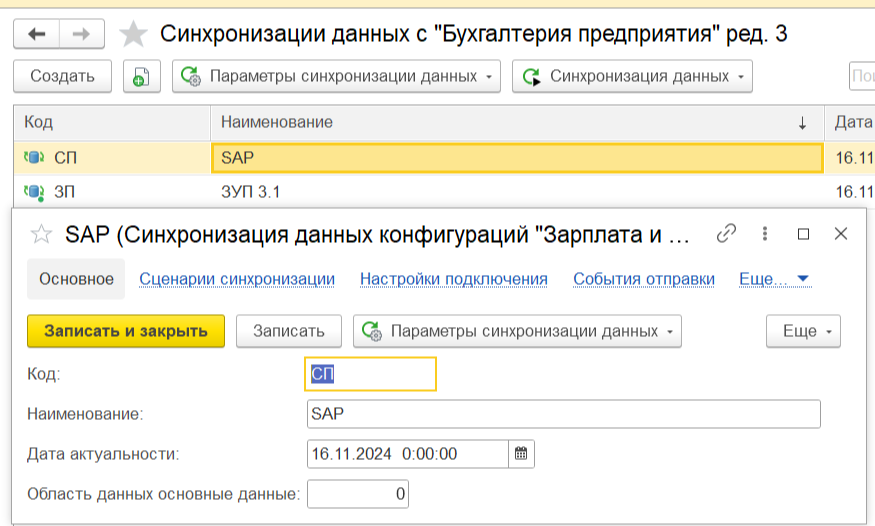 Синхронизации данных с "Бухгалтерия предприятия" ред. 3
Создать Параметры синхронизации данных Синхронизация данных
Код Наименование ↓ Дата
СП SAP 16.11
ЗП ЗУП 3.1 16.11
SAP (Синхронизация данных конфигураций "Зарплата и ...
Основное Сценарии синхронизации Настройки подключения События отправки Еще...
Записать и закрыть Записать Параметры синхронизации данных Еще
Код: СП
Наименование: SAP
Дата актуальности: 16.11.2024 0:00:00
Область данных основные данные: 0